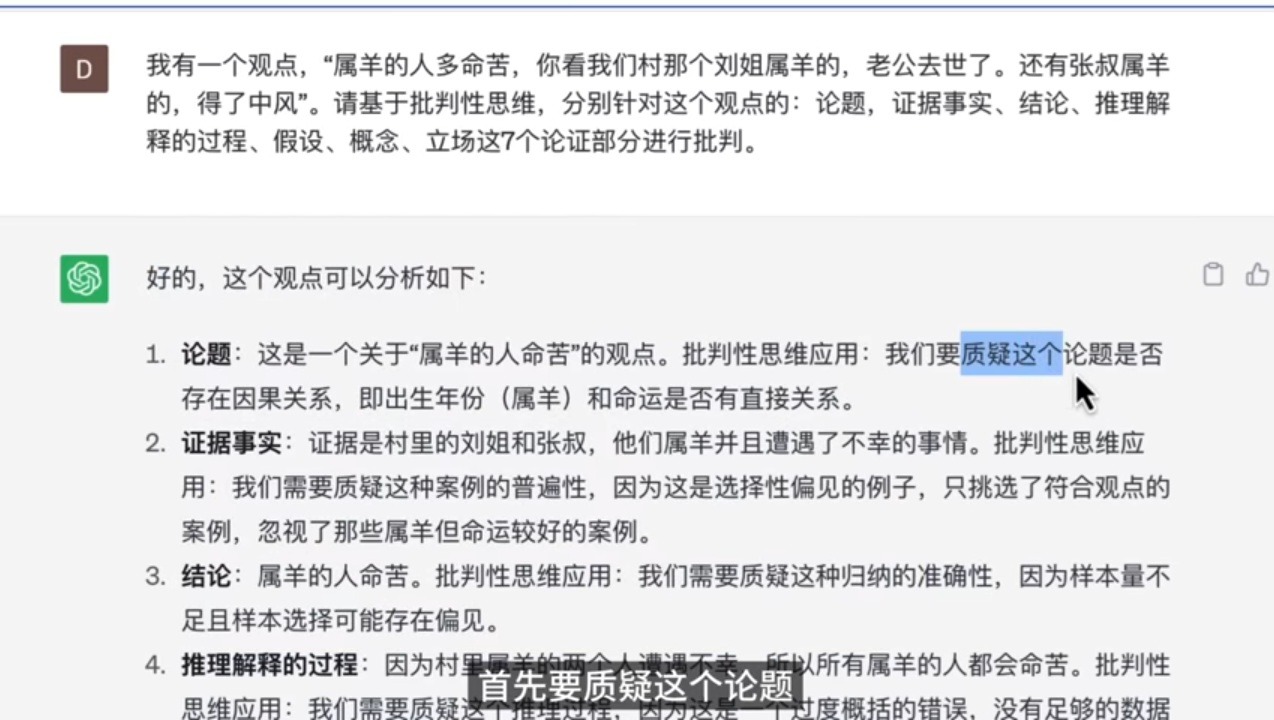 D
我有一个观点，“属羊的人多命苦，你看我们村那个刘姐属羊的，老公去世了。还有张叔属羊
的，得了中风”。请基于批判性思维，分别针对这个观点的：论题，证据事实、结论、推理解
释的过程、假设、概念、立场这7个论证部分进行批判。
好的，这个观点可以分析如下：
1. 论题：这是一个关于“属羊的人命苦”的观点。批判性思维应用：我们要质疑这个论题是否
存在因果关系，即出生年份（属羊）和命运是否有直接关系。
2. 证据事实：证据是村里的刘姐和张叔，他们属羊并且遭遇了不幸的事情。批判性思维应
用：我们需要质疑这种案例的普遍性，因为这是选择性偏见的例子，只挑选了符合观点的
案例，忽视了那些属羊但命运较好的案例。
3. 结论：属羊的人命苦。批判性思维应用：我们需要质疑这种归纳的准确性，因为样本量不
足且样本选择可能存在偏见。
4. 推理解释的过程：因为村里属羊的两个人遭遇不幸，所以所有属羊的人都会命苦。批判性
思维应用：我们需要质疑这个推理过程，因为这是一个过度概括的错误，没有足够的数据
首先要质疑这个论题